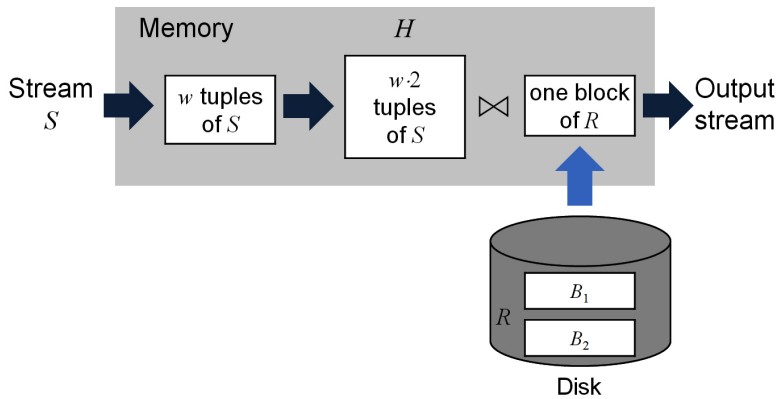 Memory
H
Stream
S
w tuples
of S
w·2
tuples
of S
⋈
one block
of R
Output
stream
R
B1
B2
Disk